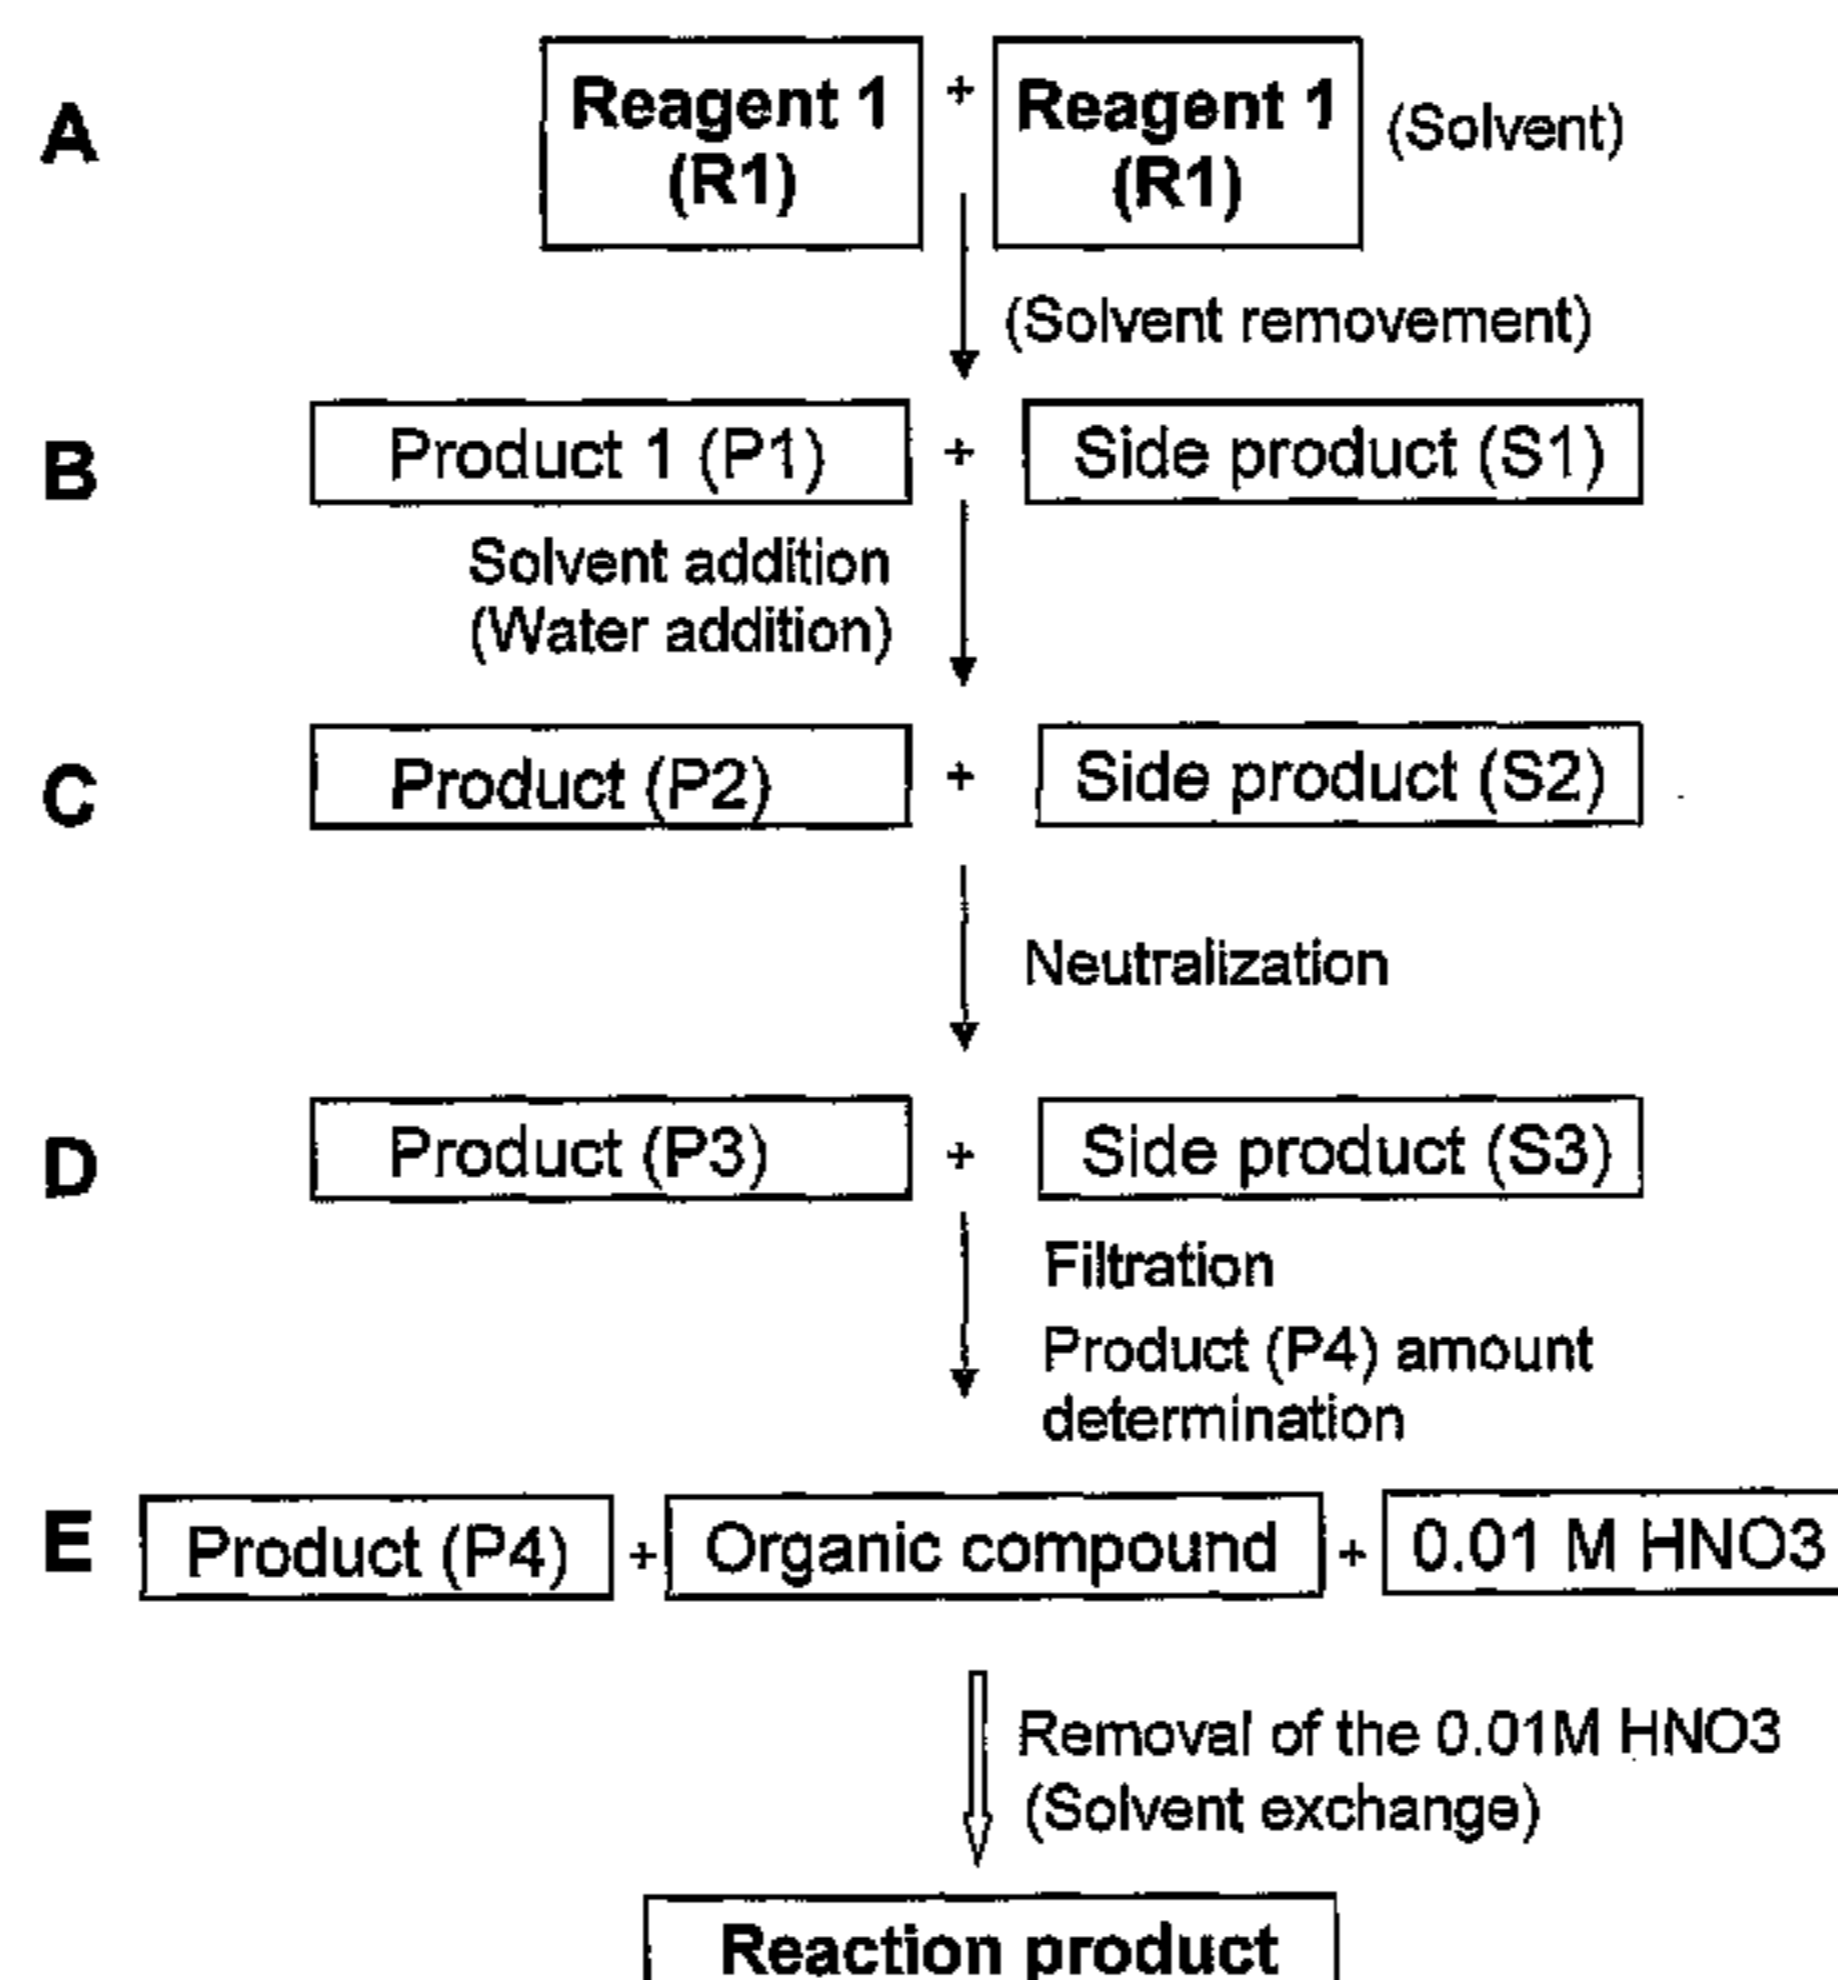 A
Reagent 1
(R1)
+
Reagent 1
(R1)
(Solvent)
(Solvent removement)
B
Product 1 (P1)
+
Side product (S1)
Solvent addition
(Water addition)
C
Product (P2)
+
Side product (S2)
Neutralization
D
Product (P3)
+
Side product (S3)
Filtration
Product (P4) amount
determination
E
Product (P4)
+
Organic compound
+
0.01 M HNO3
Removal of the 0.01M HNO3
(Solvent exchange)
Reaction product